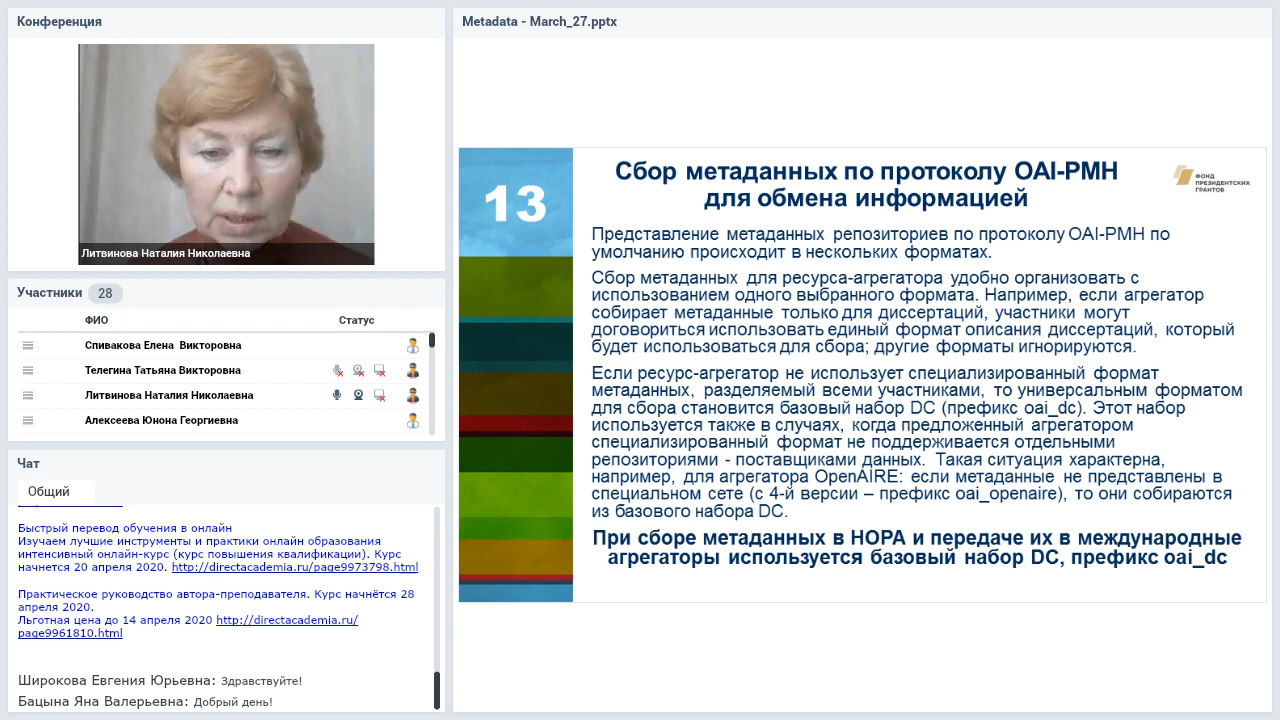 Конференция
Литвинова Наталия Николаевна
Участники 28
ФИО Статус
Спивакова Елена Викторовна
Телегина Татьяна Викторовна
Литвинова Наталия Николаевна
Алексеева Юнона Георгиевна
Чат
Общий
Быстрый перевод обучения в онлайн
Изучаем лучшие инструменты и практики онлайн образования
интенсивный онлайн-курс (курс повышения квалификации). Курс
начнется 20 апреля 2020. http://directacademia.ru/page9973798.html
Практическое руководство автора-преподавателя. Курс начнётся 28
апреля 2020.
Льготная цена до 14 апреля 2020 http://directacademia.ru/
page9961810.html
Широкова Евгения Юрьевна: Здравствуйте!
Бацына Яна Валерьевна: Добрый день!
Metadata - March_27.pptx
13
Сбор метаданных по протоколу OAI-PMH
для обмена информацией
ФОНД
ПРЕЗИДЕНТСКИХ
ГРАНТОВ
Представление метаданных репозиториев по протоколу OAI-PMH по
умолчанию происходит в нескольких форматах.
Сбор метаданных для ресурса-агрегатора удобно организовать с
использованием одного выбранного формата. Например, если агрегатор
собирает метаданные только для диссертаций, участники могут
договориться использовать единый формат описания диссертаций, который
будет использоваться для сбора; другие форматы игнорируются.
Если ресурс-агрегатор не использует специализированный формат
метаданных, разделяемый всеми участниками, то универсальным форматом
для сбора становится базовый набор DC (префикс oai_dc). Этот набор
используется также в случаях, когда предложенный агрегатором
специализированный формат не поддерживается отдельными
репозиториями - поставщиками данных. Такая ситуация характерна,
например, для агрегатора OpenAIRE: если метаданные не представлены в
специальном сете (с 4-й версии – префикс oai_openaire), то они собираются
из базового набора DC.
При сборе метаданных в НОРА и передаче их в международные
агрегаторы используется базовый набор DC, префикс oai_dc